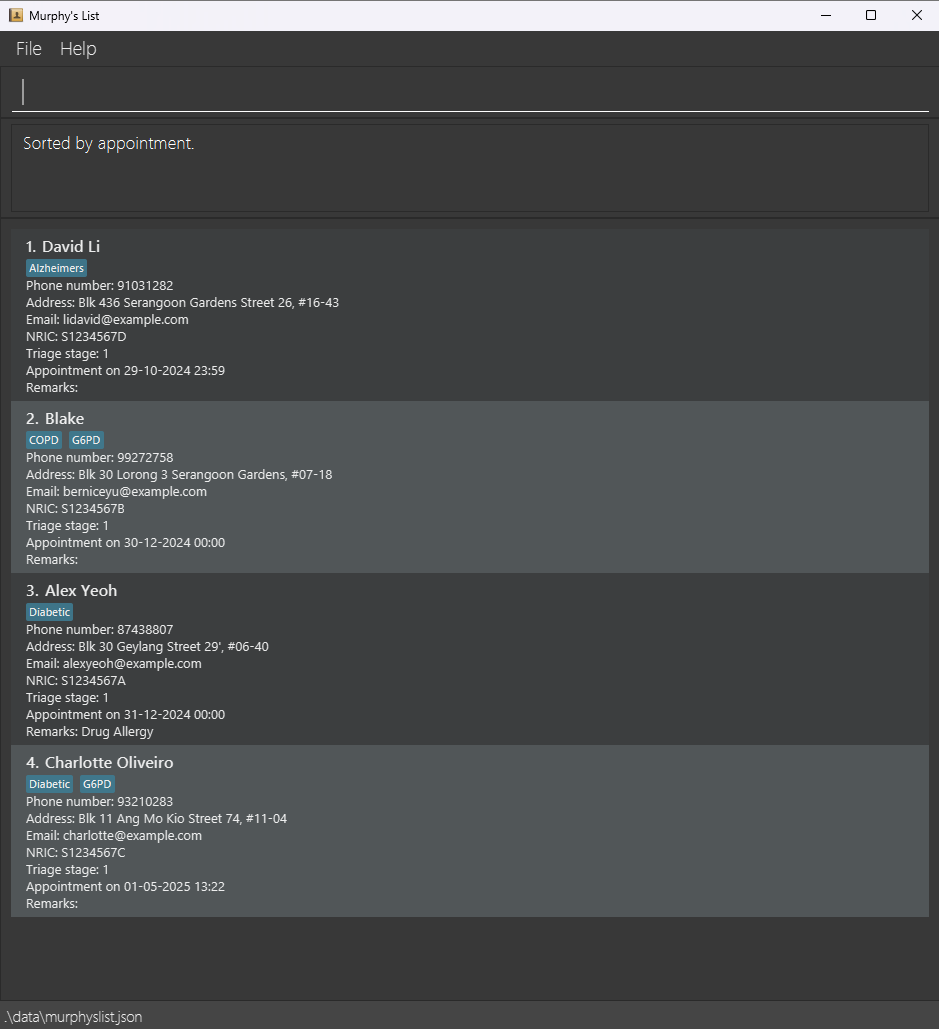 Murphy's List
File Help
Sorted by appointment.
1. David Li
Alzheimers
Phone number: 91031282
Address: Blk 436 Serangoon Gardens Street 26, #16-43
Email: lidavid@example.com
NRIC: S1234567D
Triage stage: 1
Appointment on 29-10-2024 23:59
Remarks:
2. Blake
COPD G6PD
Phone number: 99272758
Address: Blk 30 Lorong 3 Serangoon Gardens, #07-18
Email: berniceyu@example.com
NRIC: S1234567B
Triage stage: 1
Appointment on 30-12-2024 00:00
Remarks:
3. Alex Yeoh
Diabetic
Phone number: 87438807
Address: Blk 30 Geylang Street 29', #06-40
Email: alexyeoh@example.com
NRIC: S1234567A
Triage stage: 1
Appointment on 31-12-2024 00:00
Remarks: Drug Allergy
4. Charlotte Oliveiro
Diabetic G6PD
Phone number: 93210283
Address: Blk 11 Ang Mo Kio Street 74, #11-04
Email: charlotte@example.com
NRIC: S1234567C
Triage stage: 1
Appointment on 01-05-2025 13:22
Remarks:
.\data\murphyslist.json